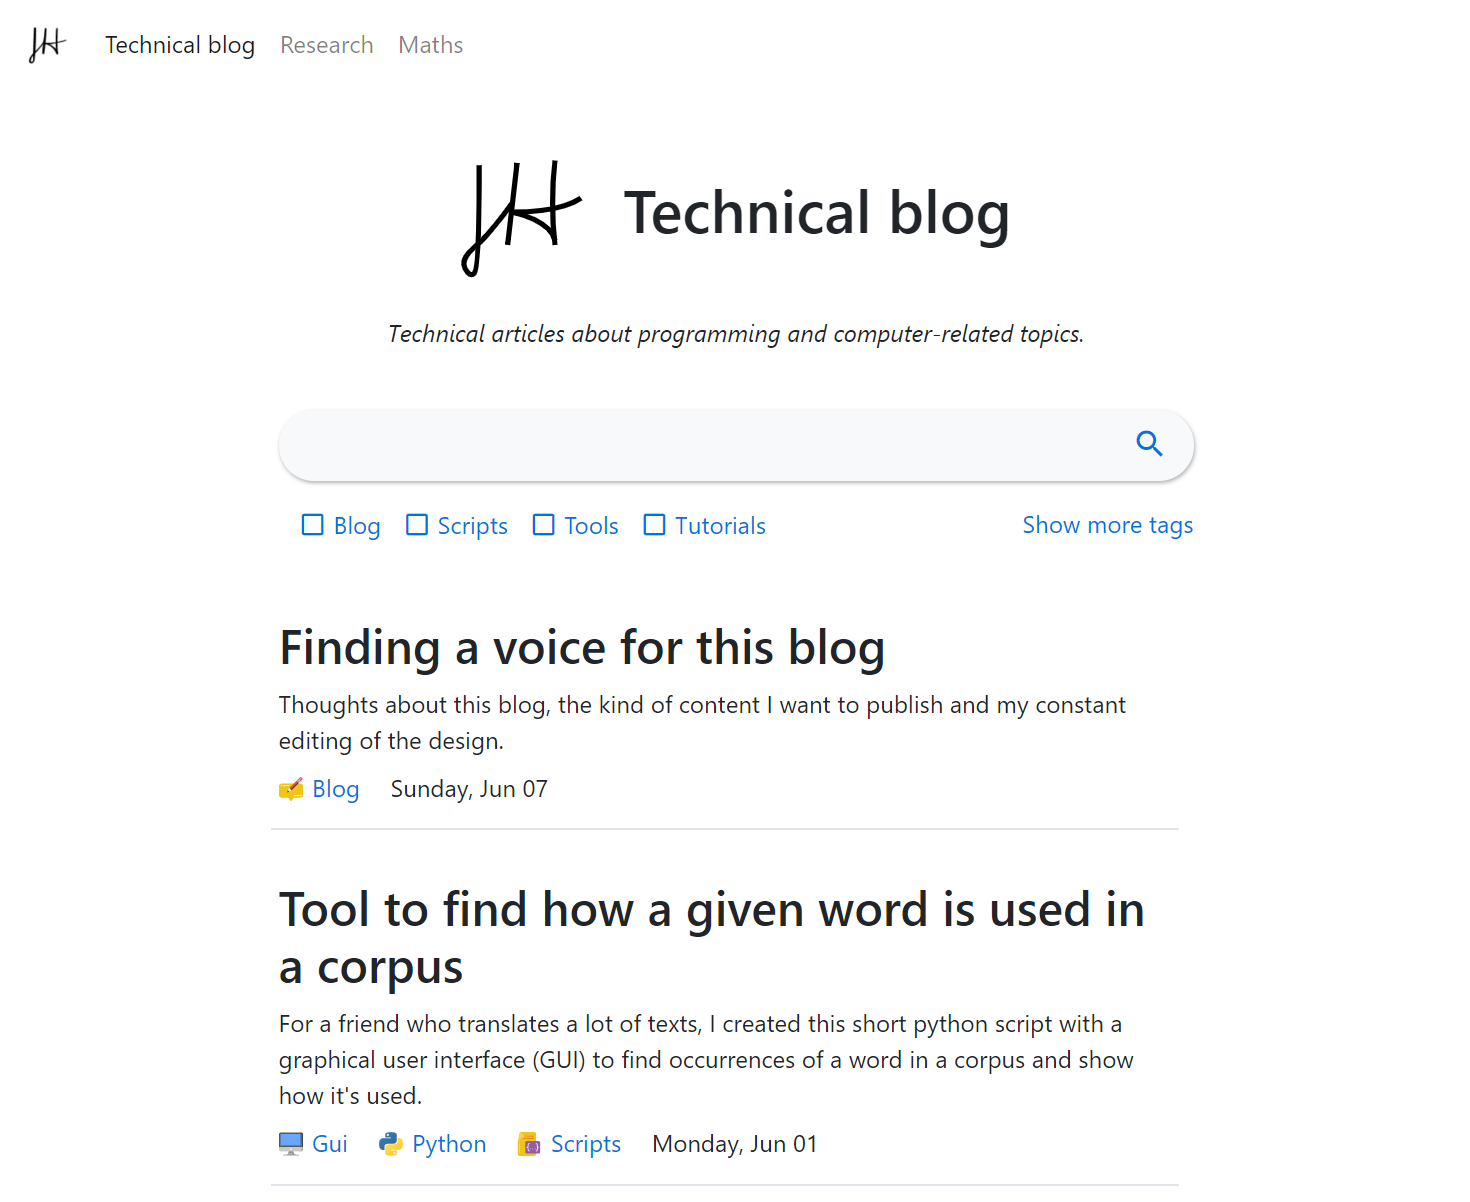 JH
Technical blog Research Maths
JH
Technical blog
Technical articles about programming and computer-related topics.
Blog Scripts Tools Tutorials Show more tags
Finding a voice for this blog
Thoughts about this blog, the kind of content I want to publish and my constant
editing of the design.
Blog Sunday, Jun 07
Tool to find how a given word is used in
a corpus
For a friend who translates a lot of texts, I created this short python script with a
graphical user interface (GUI) to find occurrences of a word in a corpus and show
how it's used.
Gui Python Scripts Monday, Jun 01